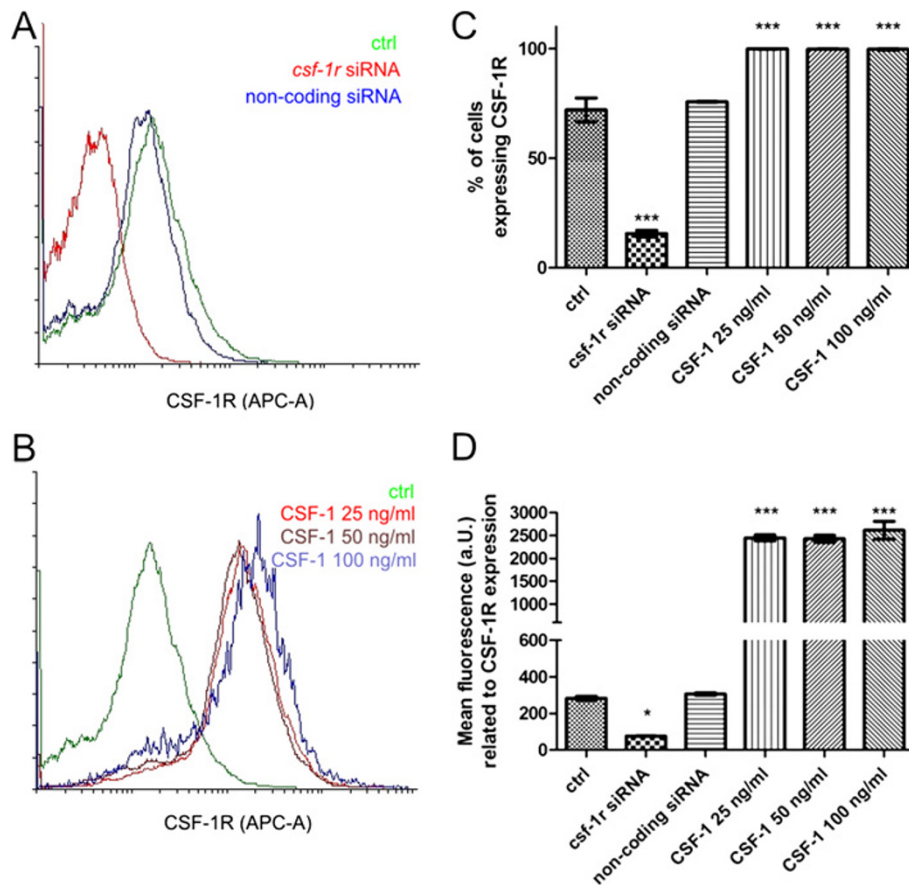 A
ctrl
csf-1r siRNA
non-coding siRNA
CSF-1R (APC-A)
B
ctrl
CSF-1 25 ng/ml
CSF-1 50 ng/ml
CSF-1 100 ng/ml
CSF-1R (APC-A)
C
% of cells
expressing CSF-1R
100
50
0
***
***
***
***
ctrl
csf-1r siRNA
non-coding siRNA
CSF-1 25 ng/ml
CSF-1 50 ng/ml
CSF-1 100 ng/ml
D
Mean fluorescence (a.U.)
related to CSF-1R expression
3000
2500
2000
1500
1000
600
400
200
0
*
***
***
***
ctrl
csf-1r siRNA
non-coding siRNA
CSF-1 25 ng/ml
CSF-1 50 ng/ml
CSF-1 100 ng/ml